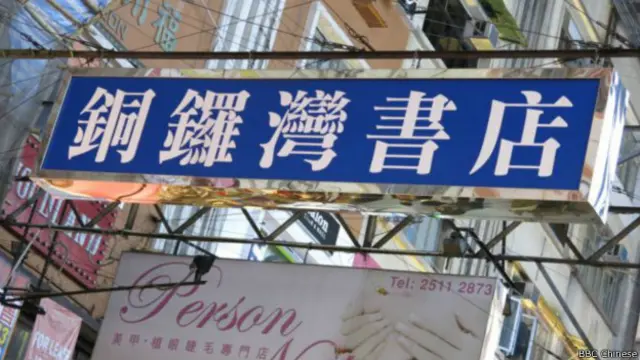 銅鑼灣書店
Tel: 2511 2873
Person
美甲·植眼睫毛專門店
BBC Chinese